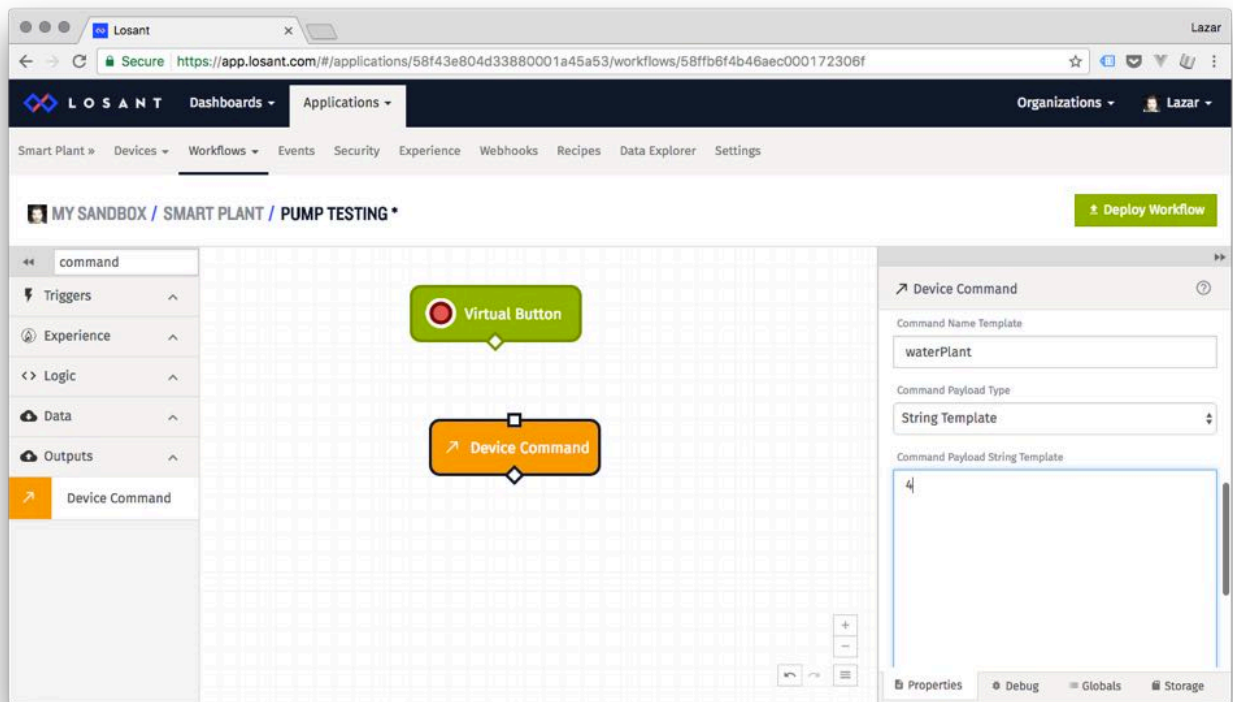 Losant
Lazar
Secure https://app.losant.com/#/applications/58f43e804d33880001a45a53/workflows/58ffb6f4b46aec000172306f
LOSANT Dashboards Applications Organizations Lazar
Smart Plant » Devices Workflows Events Security Experience Webhooks Recipes Data Explorer Settings
MY SANDBOX / SMART PLANT / PUMP TESTING *
Deploy Workflow
command
Triggers
Experience
Logic
Data
Outputs
Device Command
Virtual Button
Device Command
Device Command
Command Name Template
waterPlant
Command Payload Type
String Template
Command Payload String Template
4
Properties Debug Globals Storage